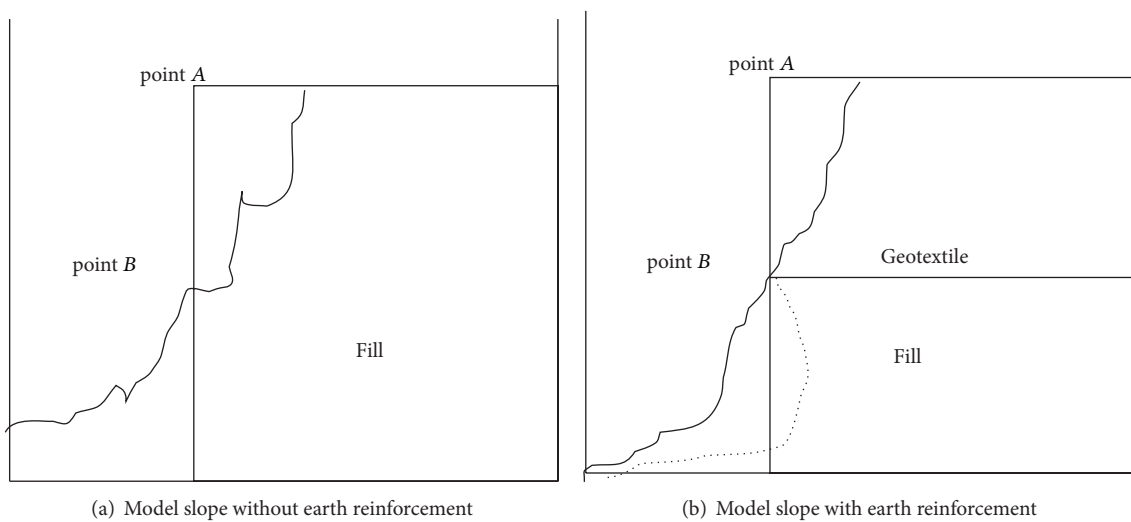 point A
point B
Fill
(a) Model slope without earth reinforcement
point A
point B
Geotextile
Fill
(b) Model slope with earth reinforcement